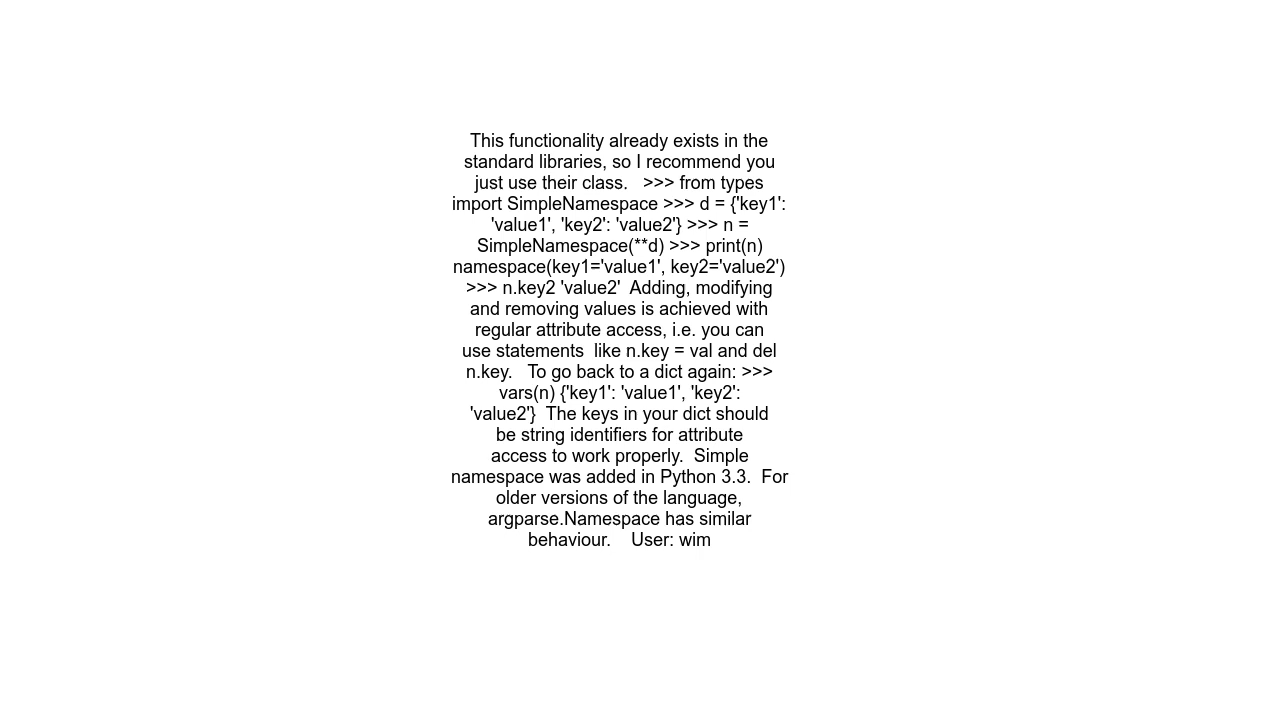 This functionality already exists in the
standard libraries, so I recommend you
just use their class.   >>> from types
import SimpleNamespace >>> d = {'key1':
'value1', 'key2': 'value2'} >>> n =
SimpleNamespace(**d) >>> print(n)
namespace(key1='value1', key2='value2')
>>> n.key2 'value2'  Adding, modifying
and removing values is achieved with
regular attribute access, i.e. you can
use statements  like n.key = val and del
n.key.   To go back to a dict again: >>>
vars(n) {'key1': 'value1', 'key2':
'value2'}  The keys in your dict should
be string identifiers for attribute
access to work properly.  Simple
namespace was added in Python 3.3.  For
older versions of the language,
argparse.Namespace has similar
behaviour.    User: wim